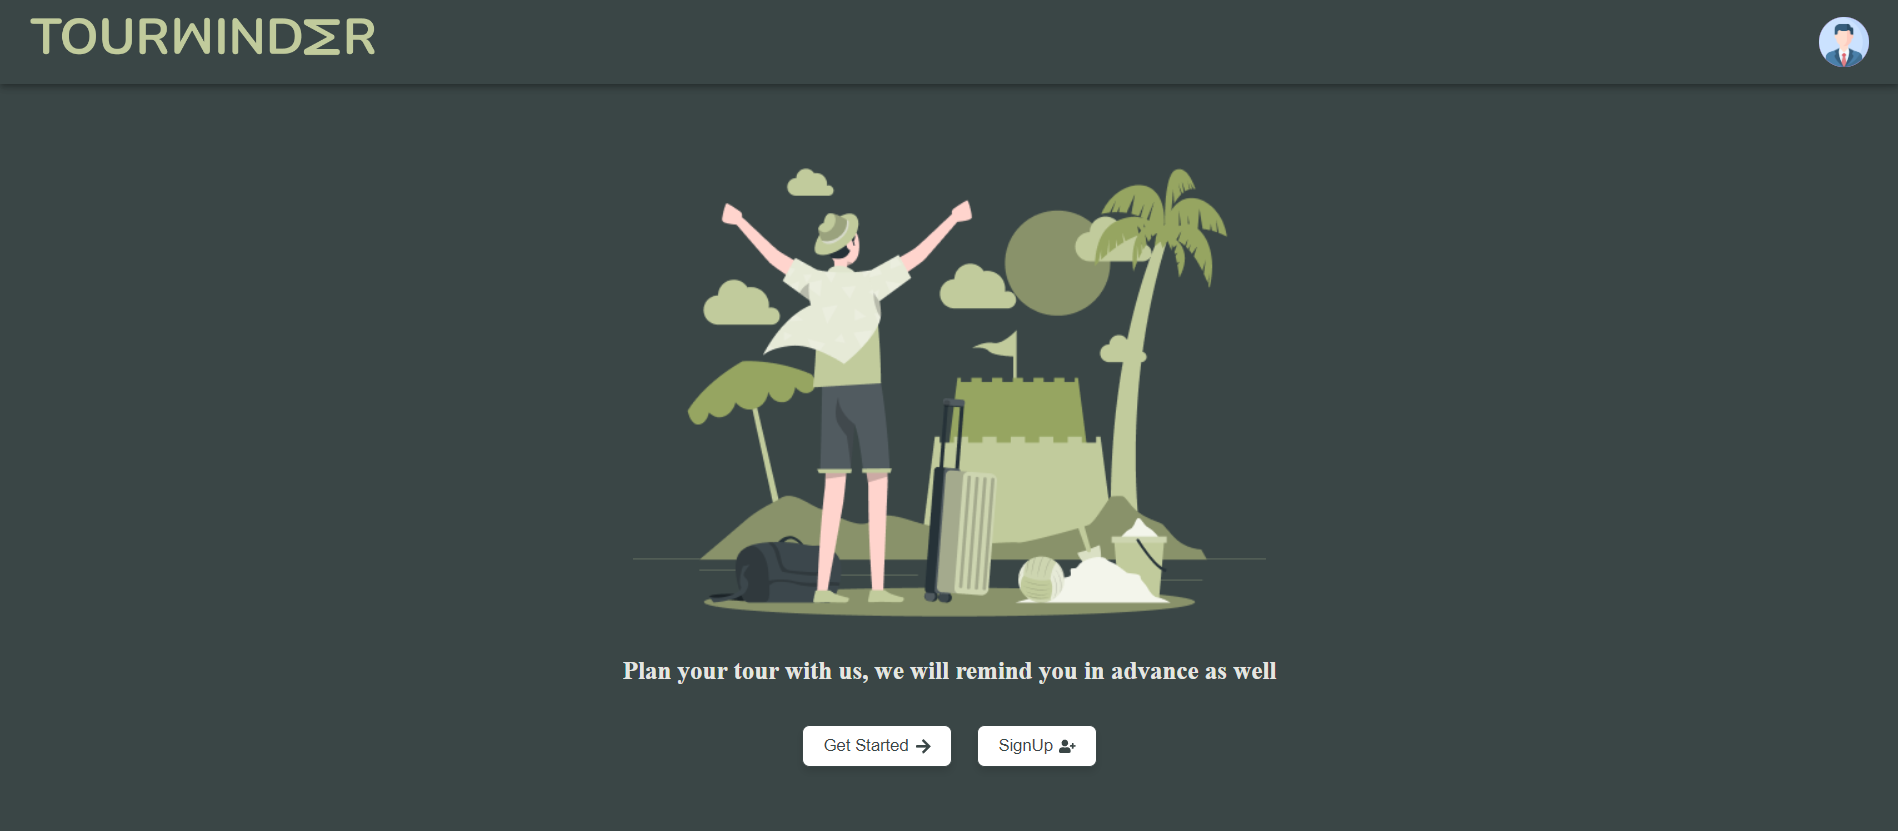 TOURWINDΣR
Plan your tour with us, we will remind you in advance as well
Get Started
SignUp